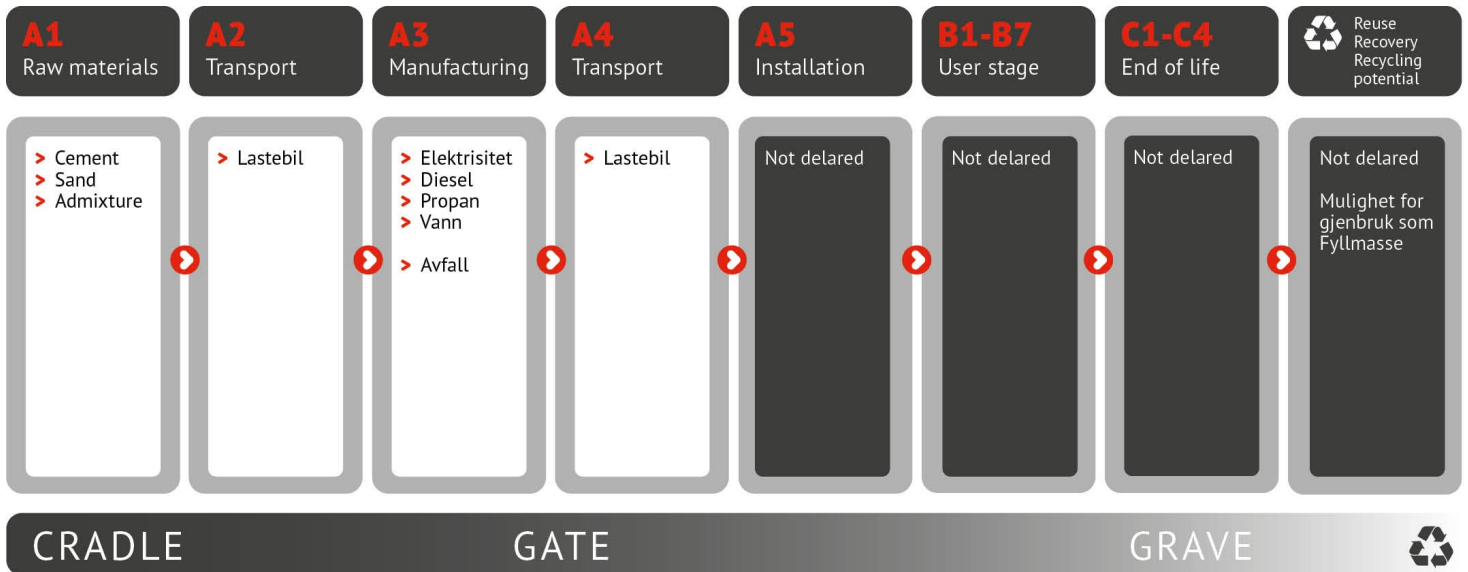 A1
Raw materials
A2
Transport
A3
Manufacturing
A4
Transport
A5
Installation
B1-B7
User stage
C1-C4
End of life
Reuse
Recovery
Recycling
potential
> Cement
> Sand
> Admixture
> Lastebil
> Elektrisitet
> Diesel
> Propan
> Vann
> Avfall
> Lastebil
Not delared
Not delared
Not delared
Not delared
Mulighet for
gjenbruk som
Fyllmasse
CRADLE
GATE
GRAVE